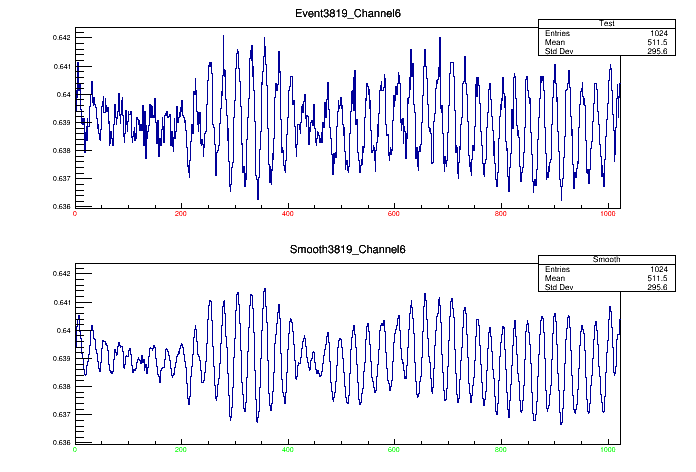 Event3819_Channel6
Test
Entries 1024
Mean 511.5
Std Dev 295.6
0.642
0.641
0.64
0.639
0.638
0.637
0.636
0 200 400 600 800 1000
Smooth3819_Channel6
Smooth
Entries 1024
Mean 511.5
Std Dev 295.6
0.642
0.641
0.64
0.639
0.638
0.637
0.636
0 200 400 600 800 1000